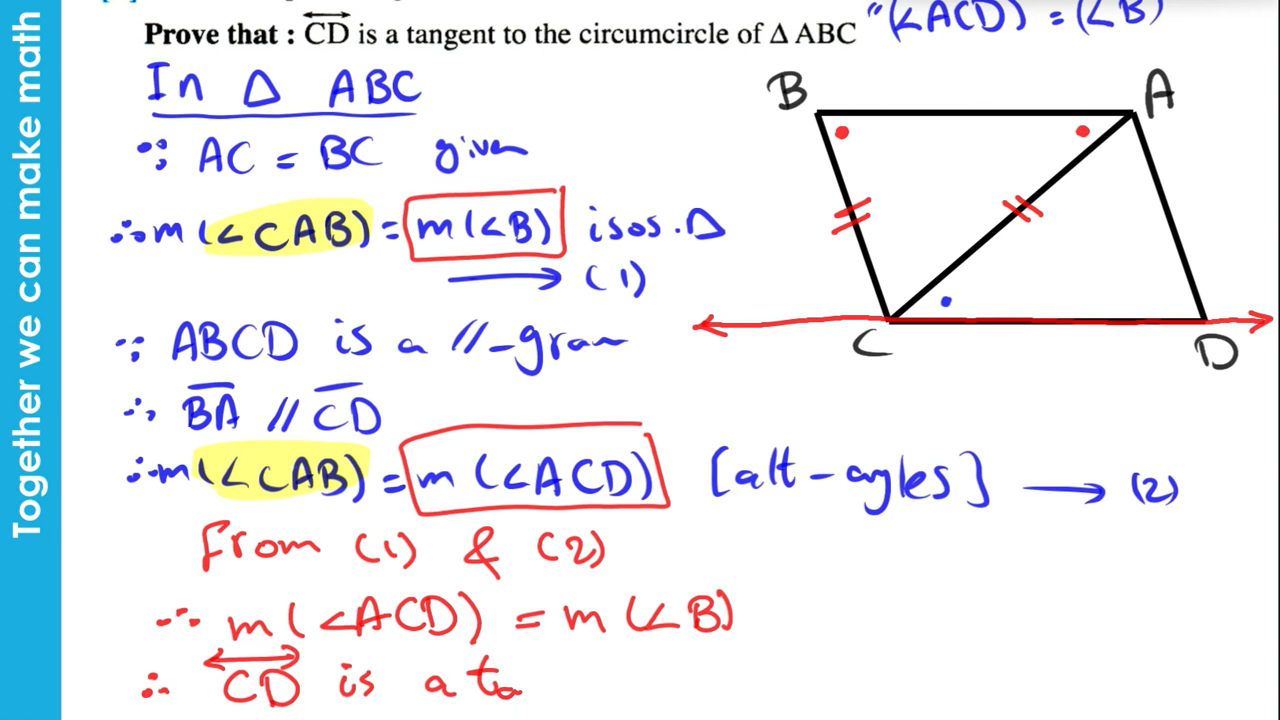 Together we can make math
Prove that : CD is a tangent to the circumcircle of Δ ABC
"(∠ACD) = (∠B)
In Δ ABC
∵ AC = BC given
∴ m(∠CAB) = m(∠B) isos. Δ
⟶ (1)
∵ ABCD is a //-gram
∴ BA // CD
∴ m(∠CAB) = m(∠ACD) [alt-agles] ⟶ (2)
from (1) & (2)
∴ m(∠ACD) = m(∠B)
∴ CD is a ta
B
A
C
D